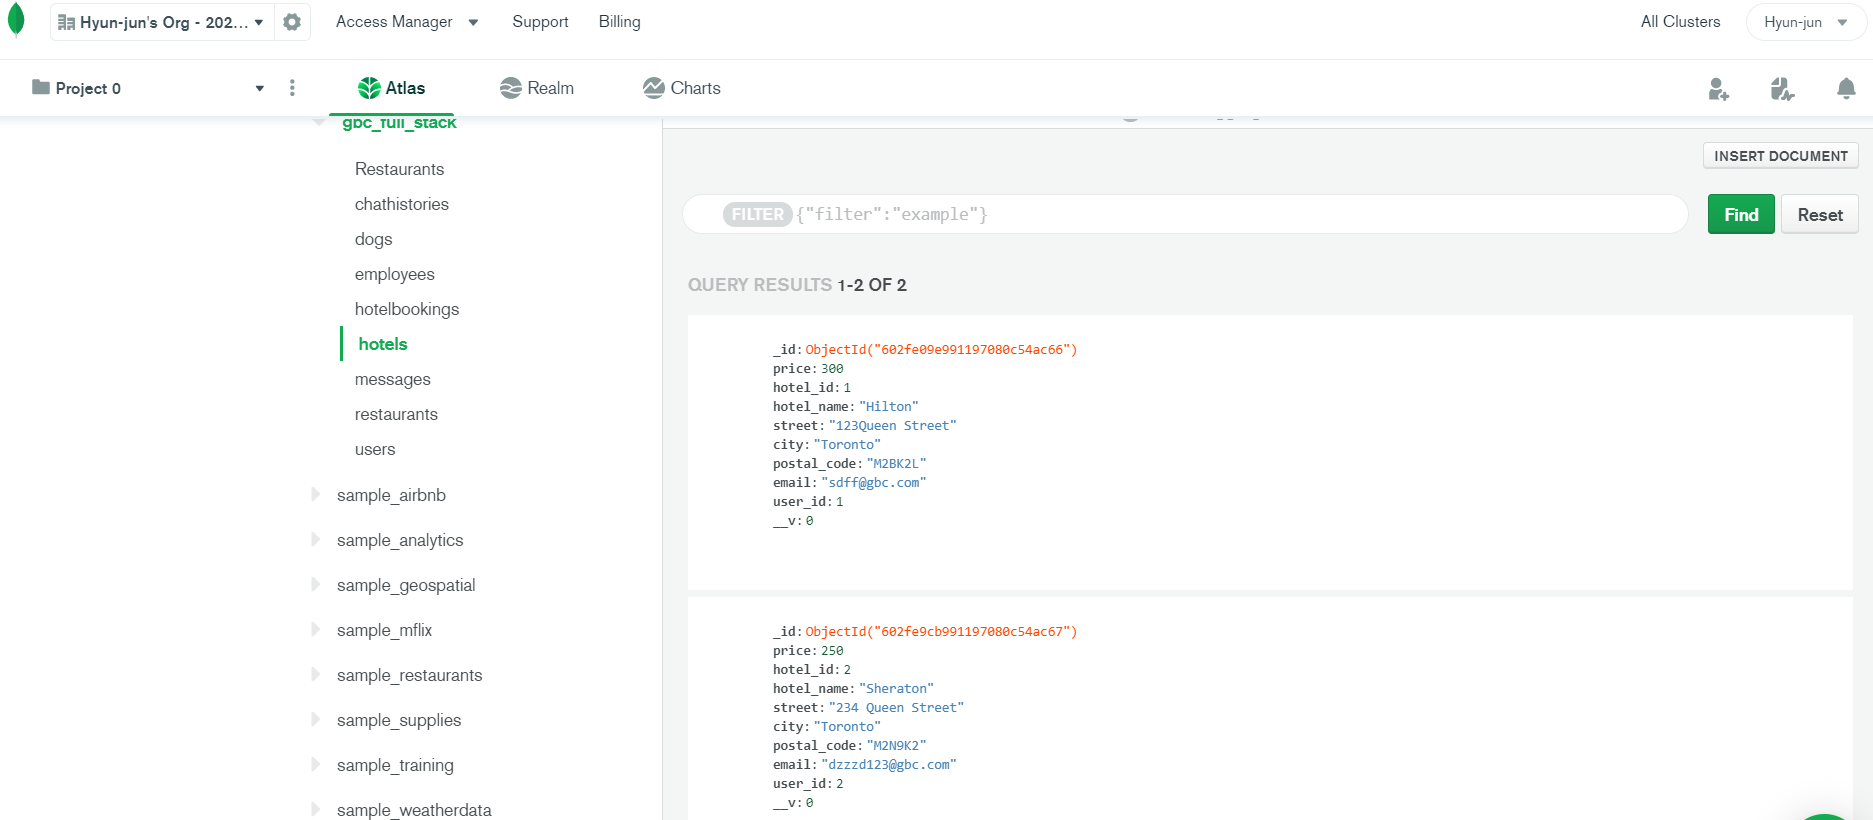 Hyun-jun's Org - 202...
Access Manager
Support
Billing
All Clusters
Hyun-jun
Project 0
Atlas
Realm
Charts
gbc_full_stack
Restaurants
chathistories
dogs
employees
hotelbookings
hotels
messages
restaurants
users
sample_airbnb
sample_analytics
sample_geospatial
sample_mflix
sample_restaurants
sample_supplies
sample_training
sample_weatherdata
INSERT DOCUMENT
FILTER {"filter":"example"}
Find
Reset
QUERY RESULTS 1-2 OF 2
_id: ObjectId("602fe09e991197080c54ac66")
price: 300
hotel_id: 1
hotel_name: "Hilton"
street: "123Queen Street"
city: "Toronto"
postal_code: "M2BK2L"
email: "sdff@gbc.com"
user_id: 1
__v: 0
_id: ObjectId("602fe9cb991197080c54ac67")
price: 250
hotel_id: 2
hotel_name: "Sheraton"
street: "234 Queen Street"
city: "Toronto"
postal_code: "M2N9K2"
email: "dzzzd123@gbc.com"
user_id: 2
__v: 0